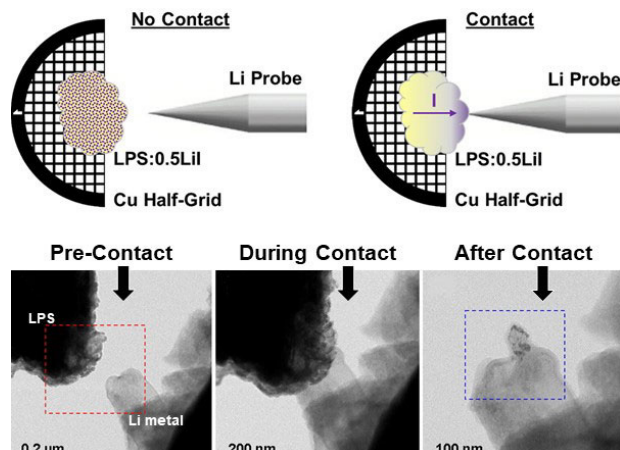 No Contact
Contact
Li Probe
Li Probe
I
LPS:0.5LiI
LPS:0.5LiI
Cu Half-Grid
Cu Half-Grid
Pre-Contact
During Contact
After Contact
LPS
Li metal
0.2 µm
200 nm
100 nm